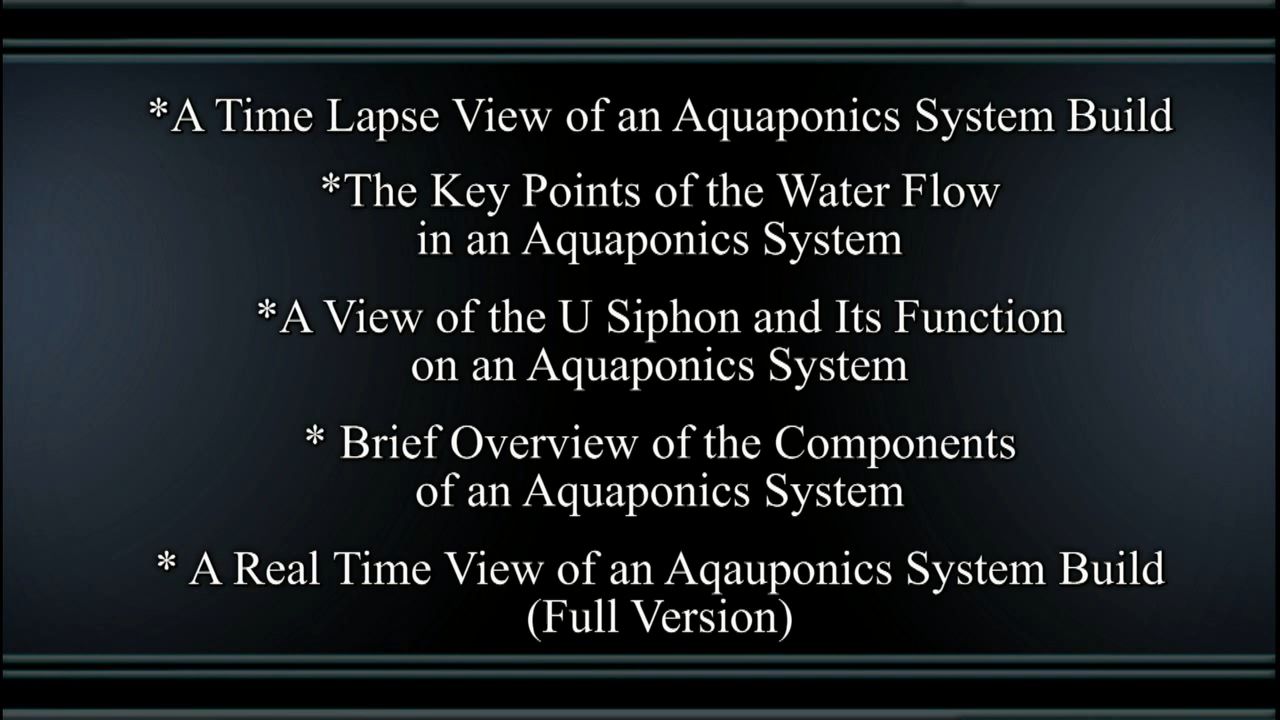 *A Time Lapse View of an Aquaponics System Build
*The Key Points of the Water Flow
in an Aquaponics System
*A View of the U Siphon and Its Function
on an Aquaponics System
* Brief Overview of the Components
of an Aquaponics System
* A Real Time View of an Aqauponics System Build
(Full Version)